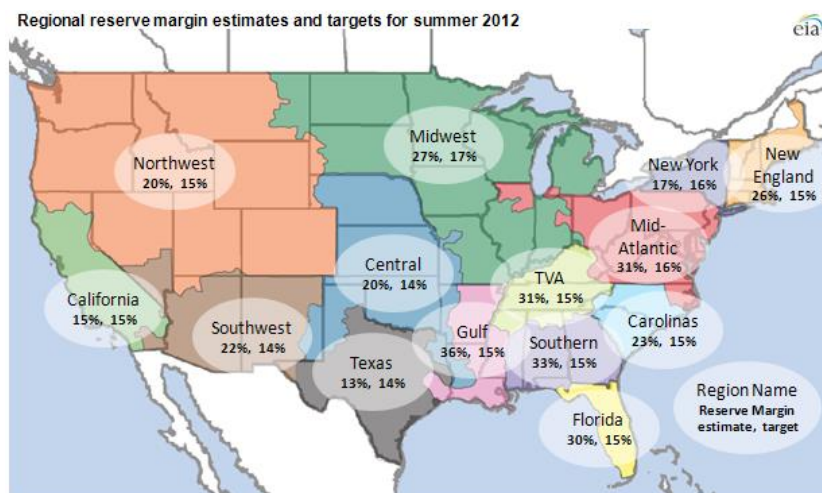 Regional reserve margin estimates and targets for summer 2012
eia
Northwest
20%, 15%
Midwest
27%, 17%
New York
17%, 16%
New
England
26%, 15%
Mid-
Atlantic
31%, 16%
Central
20%, 14%
TVA
31%, 15%
California
15%, 15%
Southwest
22%, 14%
Gulf
36%, 15%
Southern
33%, 15%
Carolinas
23%, 15%
Texas
13%, 14%
Florida
30%, 15%
Region Name
Reserve Margin
estimate, target